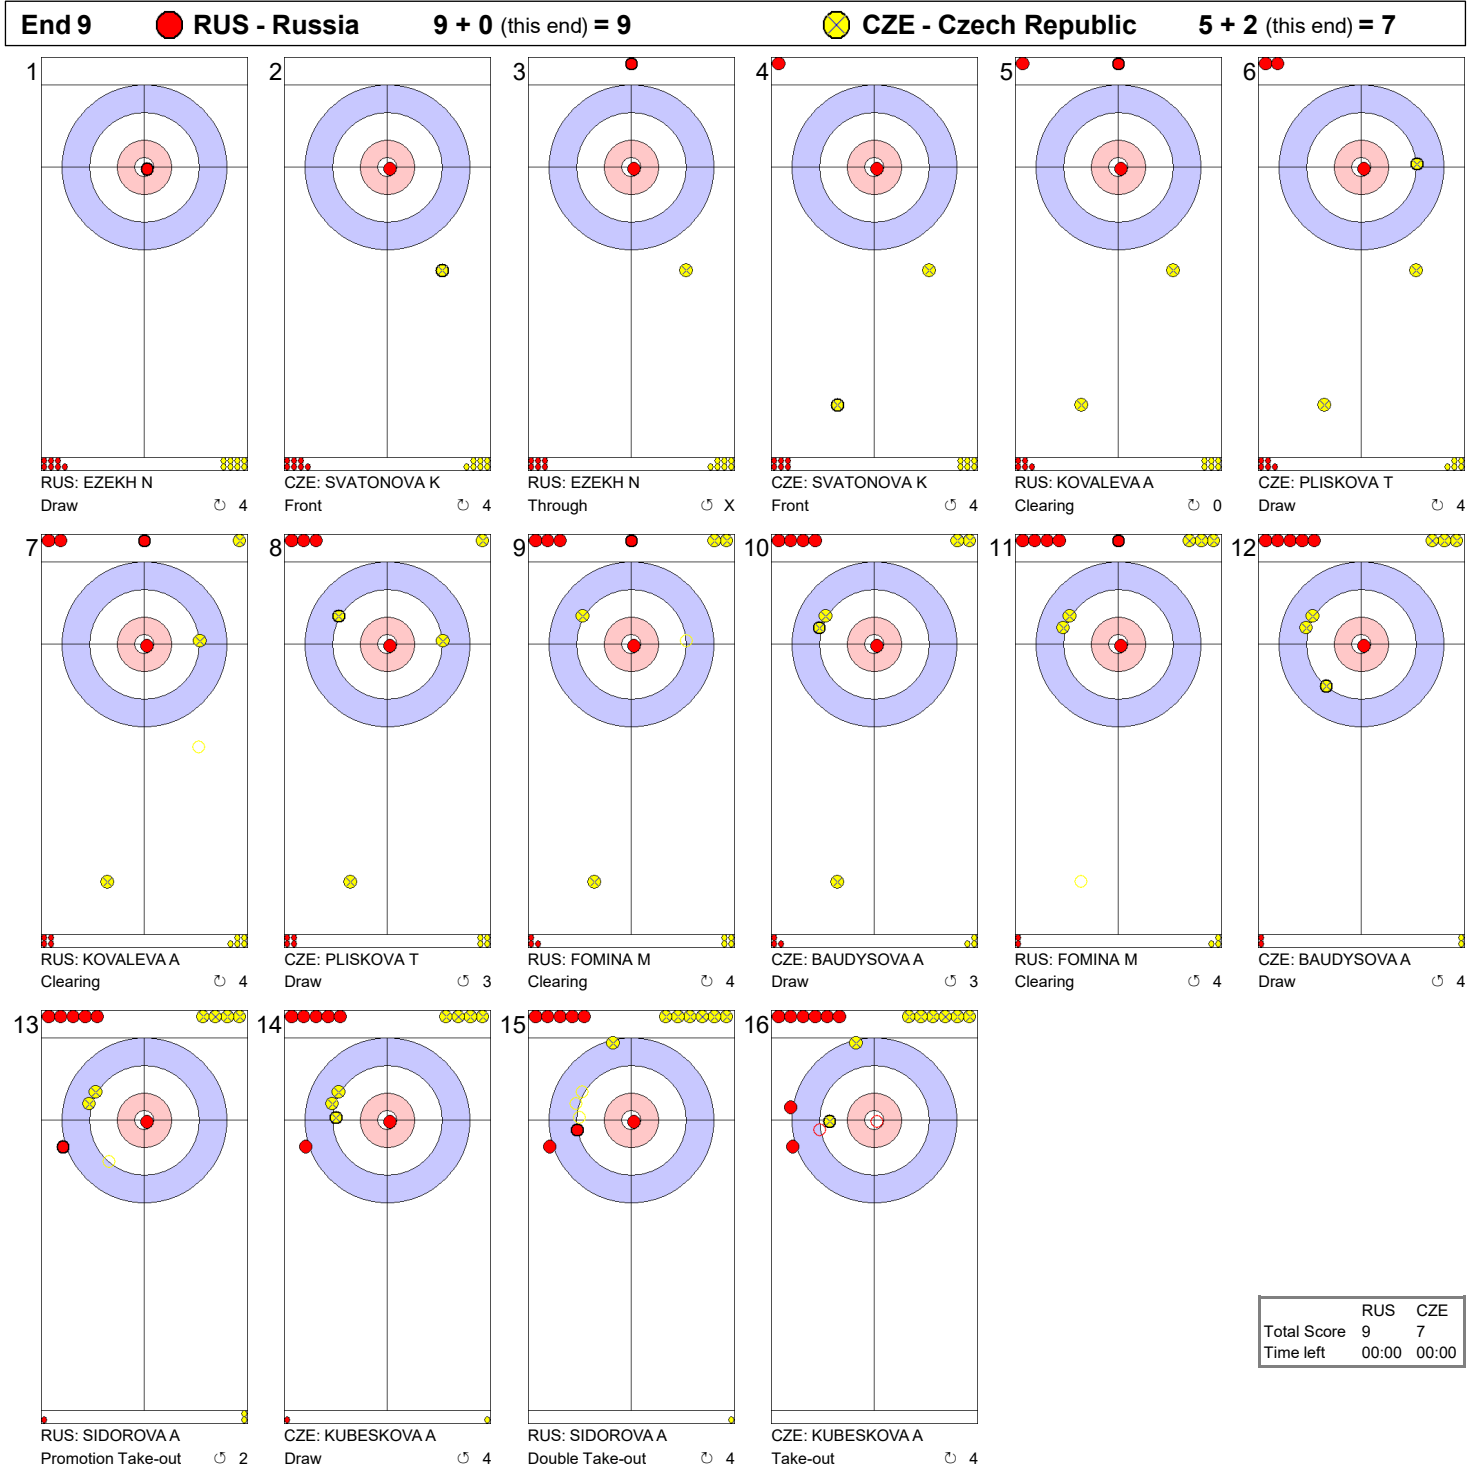 End 9 RUS - Russia 9 + 0 (this end) = 9 CZE - Czech Republic 5 + 2 (this end) = 7
1 2 3 4 5 6
RUS: EZEKH N CZE: SVATONOVA K RUS: EZEKH N CZE: SVATONOVA K RUS: KOVALEVA A CZE: PLISKOVA T
Draw ↻ 4 Front ↻ 4 Through ↺ X Front ↺ 4 Clearing ↻ 0 Draw ↻ 4
7 8 9 10 11 12
RUS: KOVALEVA A CZE: PLISKOVA T RUS: FOMINA M CZE: BAUDYSOVA A RUS: FOMINA M CZE: BAUDYSOVA A
Clearing ↻ 4 Draw ↺ 3 Clearing ↻ 4 Draw ↺ 3 Clearing ↺ 4 Draw ↺ 4
13 14 15 16
RUS CZE
Total Score 9 7
Time left 00:00 00:00
RUS: SIDOROVA A CZE: KUBESKOVA A RUS: SIDOROVA A CZE: KUBESKOVA A
Promotion Take-out ↺ 2 Draw ↺ 4 Double Take-out ↻ 4 Take-out ↻ 4